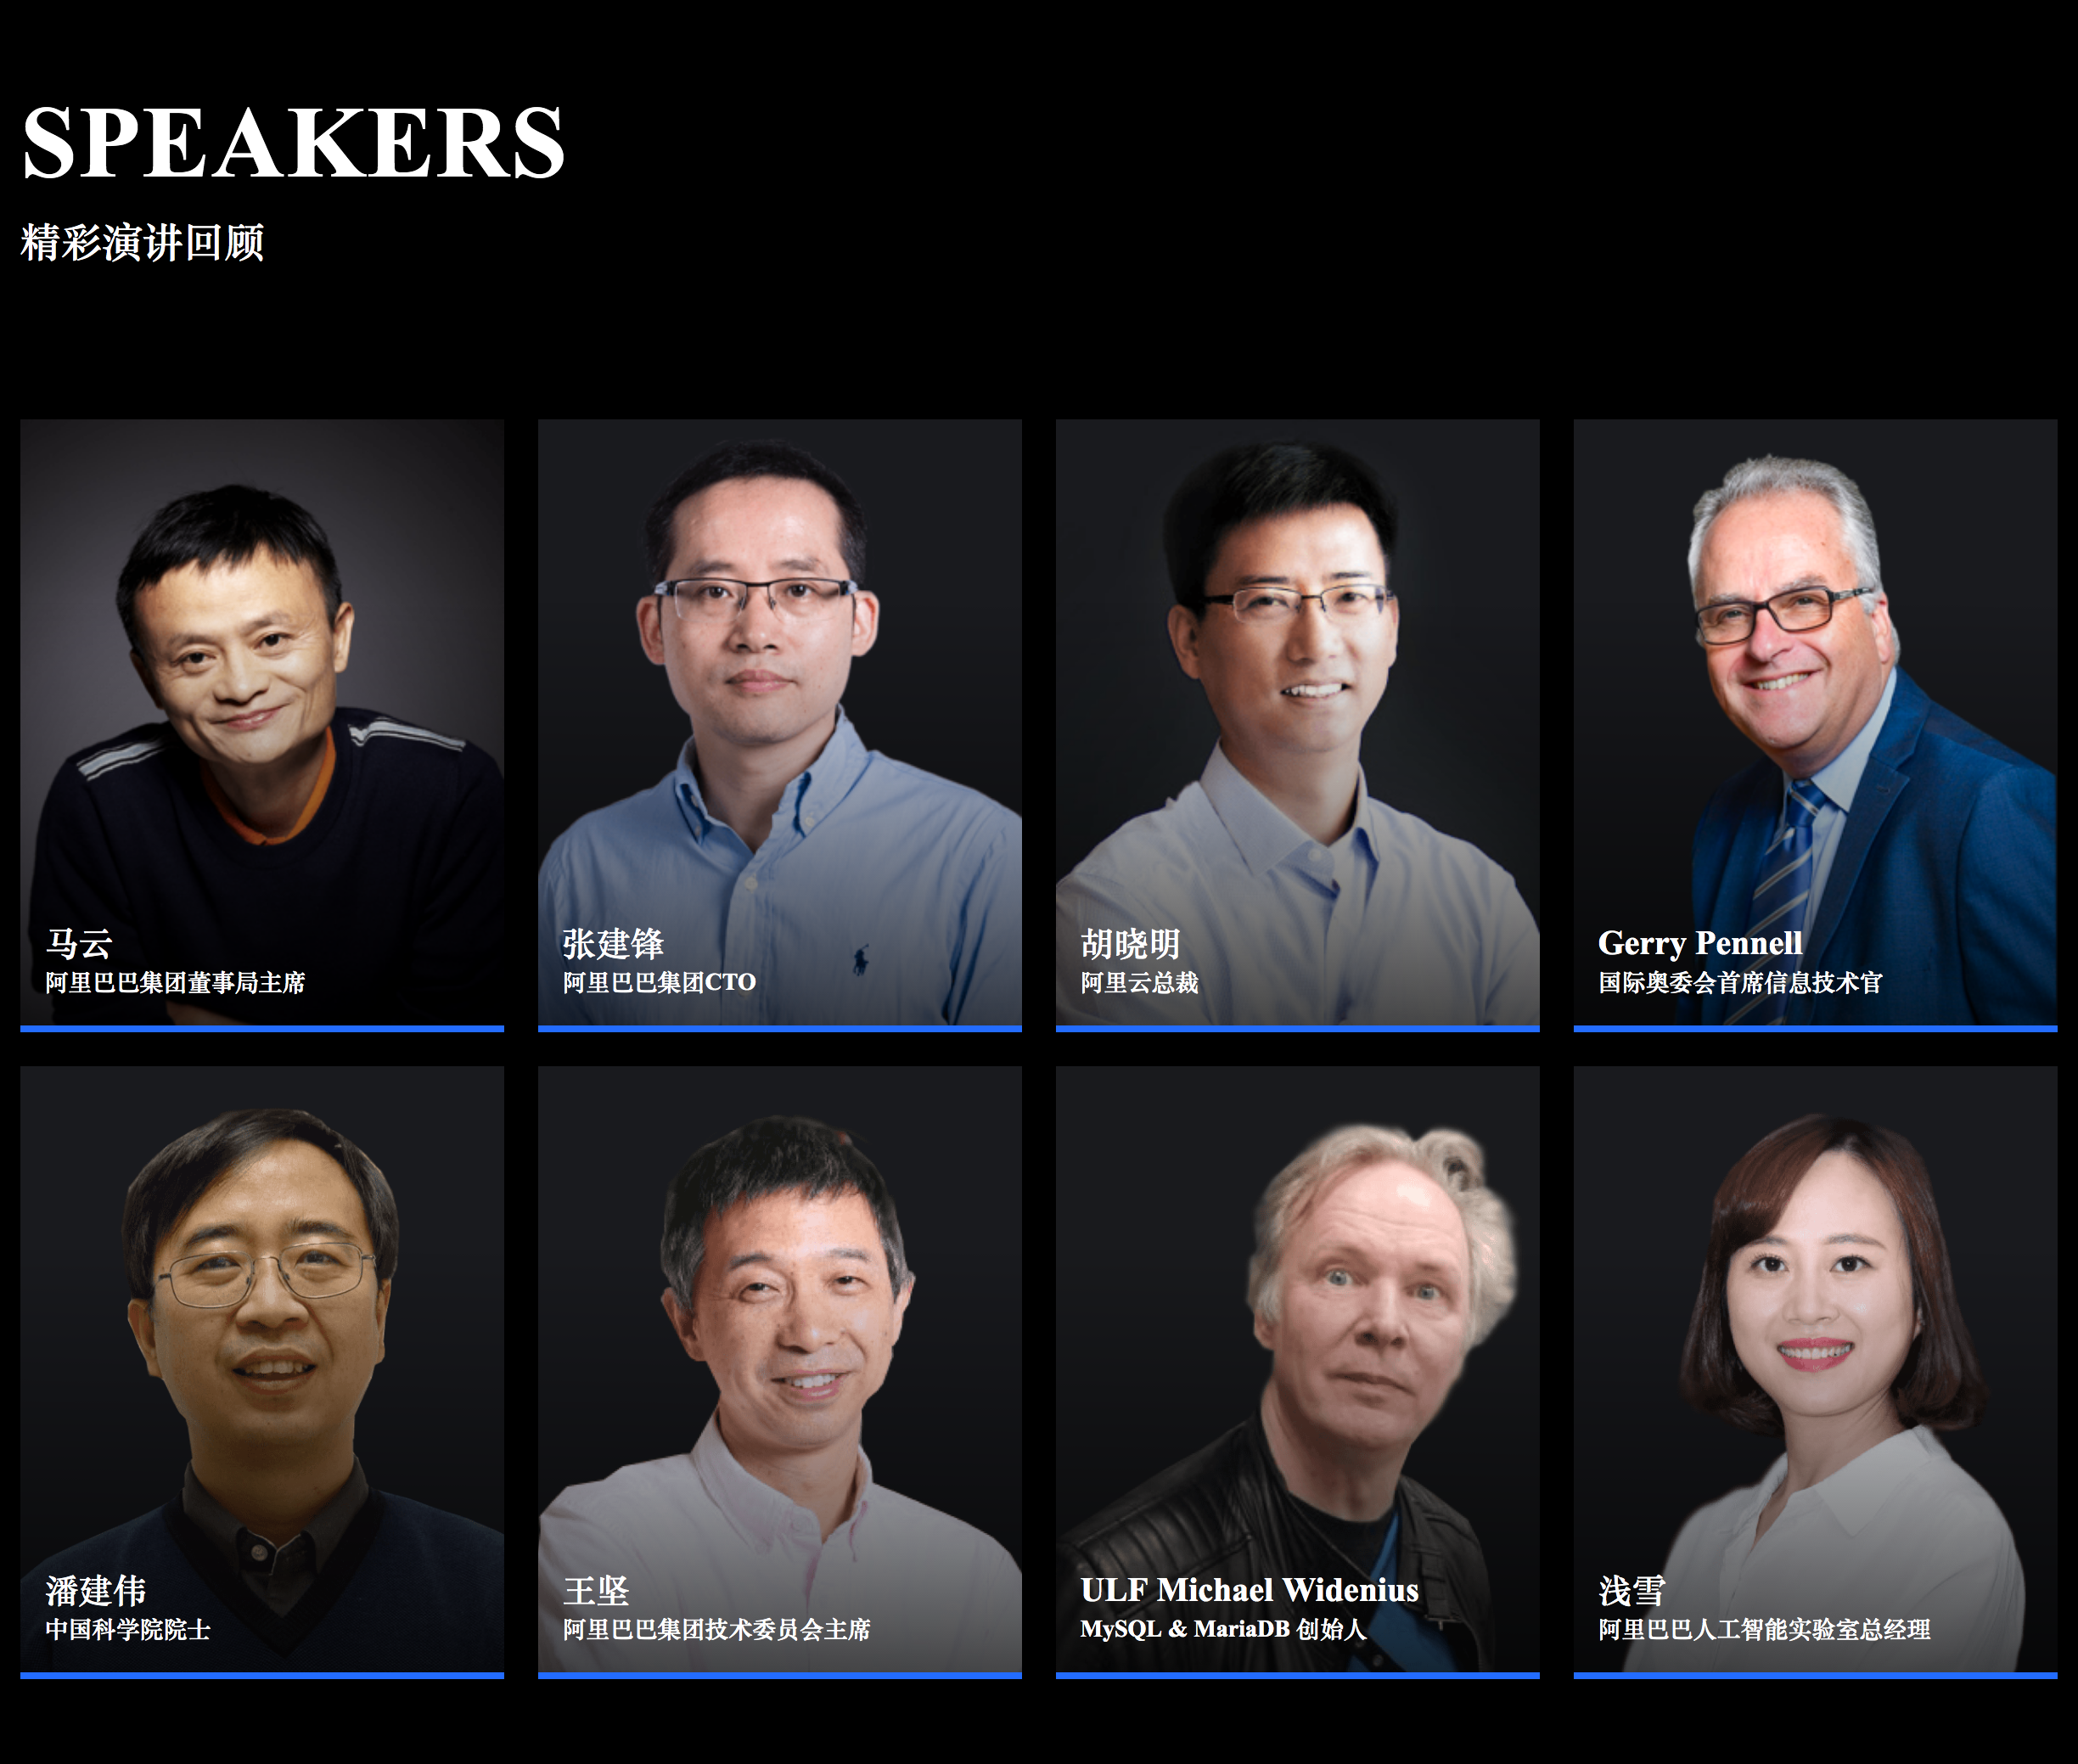 SPEAKERS
精彩演讲回顾
马云
阿里巴巴集团董事局主席
张建锋
阿里巴巴集团CTO
胡晓明
阿里云总裁
Gerry Pennell
国际奥委会首席信息技术官
潘建伟
中国科学院院士
王坚
阿里巴巴集团技术委员会主席
ULF Michael Widenius
MySQL & MariaDB 创始人
浅雪
阿里巴巴人工智能实验室总经理